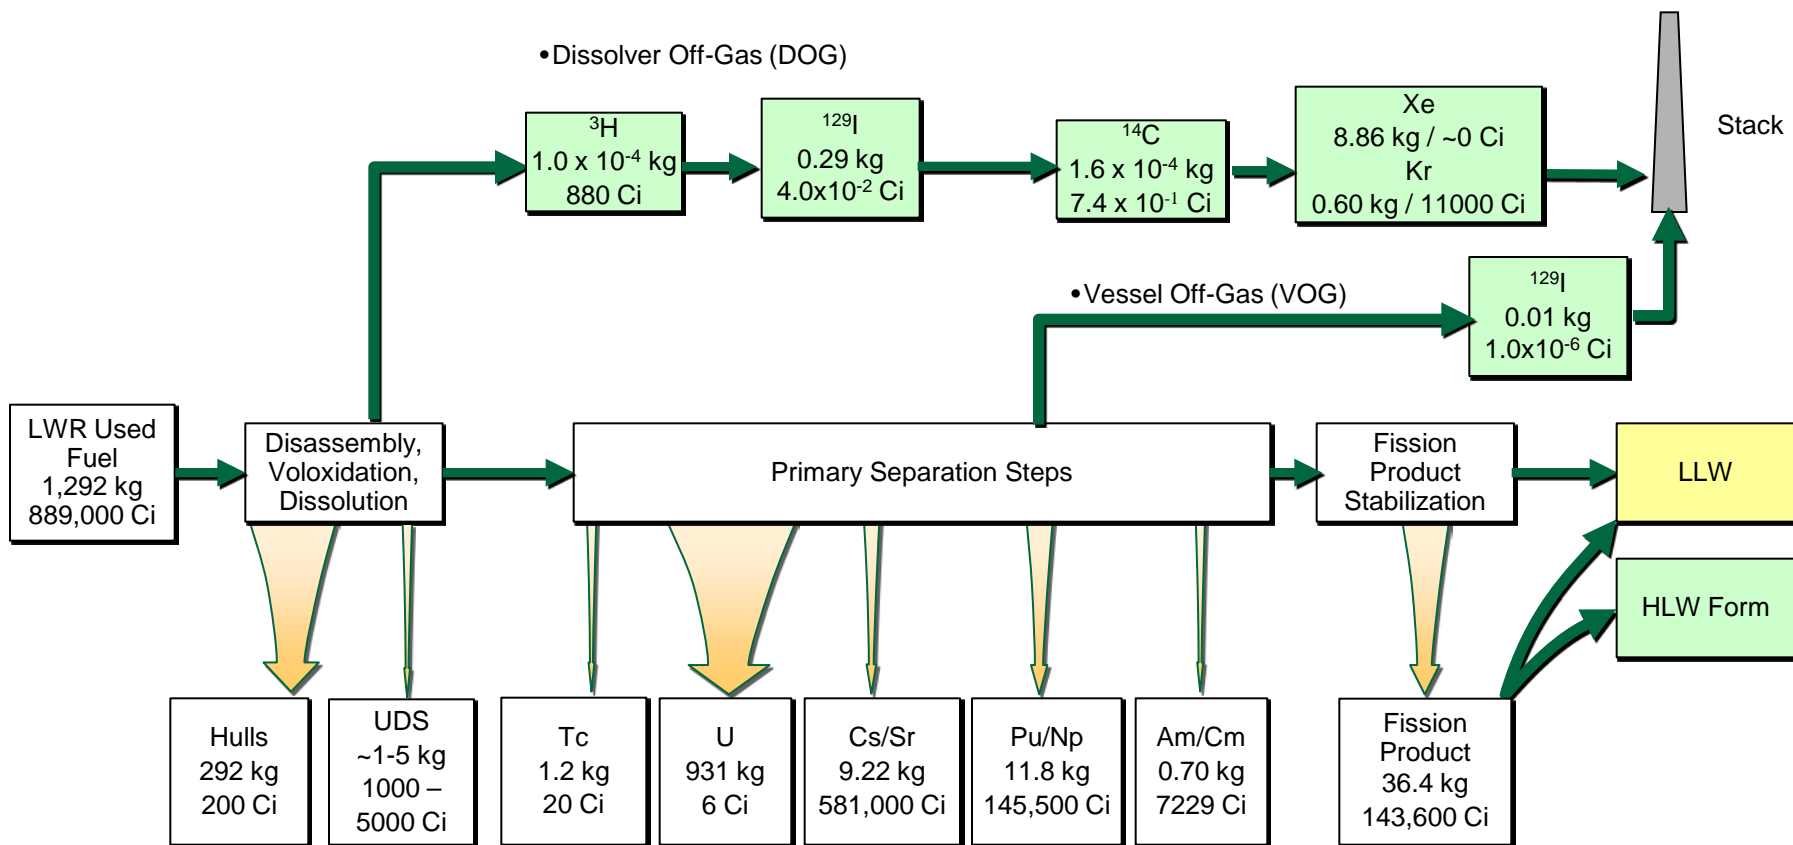 •Dissolver Off-Gas (DOG)
³H
1.0 x 10⁻⁴ kg
880 Ci
¹²⁹I
0.29 kg
4.0x10⁻² Ci
¹⁴C
1.6 x 10⁻⁴ kg
7.4 x 10⁻¹ Ci
Xe
8.86 kg / ~0 Ci
Kr
0.60 kg / 11000 Ci
Stack
•Vessel Off-Gas (VOG)
¹²⁹I
0.01 kg
1.0x10⁻⁶ Ci
LWR Used
Fuel
1,292 kg
889,000 Ci
Disassembly,
Voloxidation,
Dissolution
Primary Separation Steps
Fission
Product
Stabilization
LLW
HLW Form
Hulls
292 kg
200 Ci
UDS
~1-5 kg
1000 –
5000 Ci
Tc
1.2 kg
20 Ci
U
931 kg
6 Ci
Cs/Sr
9.22 kg
581,000 Ci
Pu/Np
11.8 kg
145,500 Ci
Am/Cm
0.70 kg
7229 Ci
Fission
Product
36.4 kg
143,600 Ci